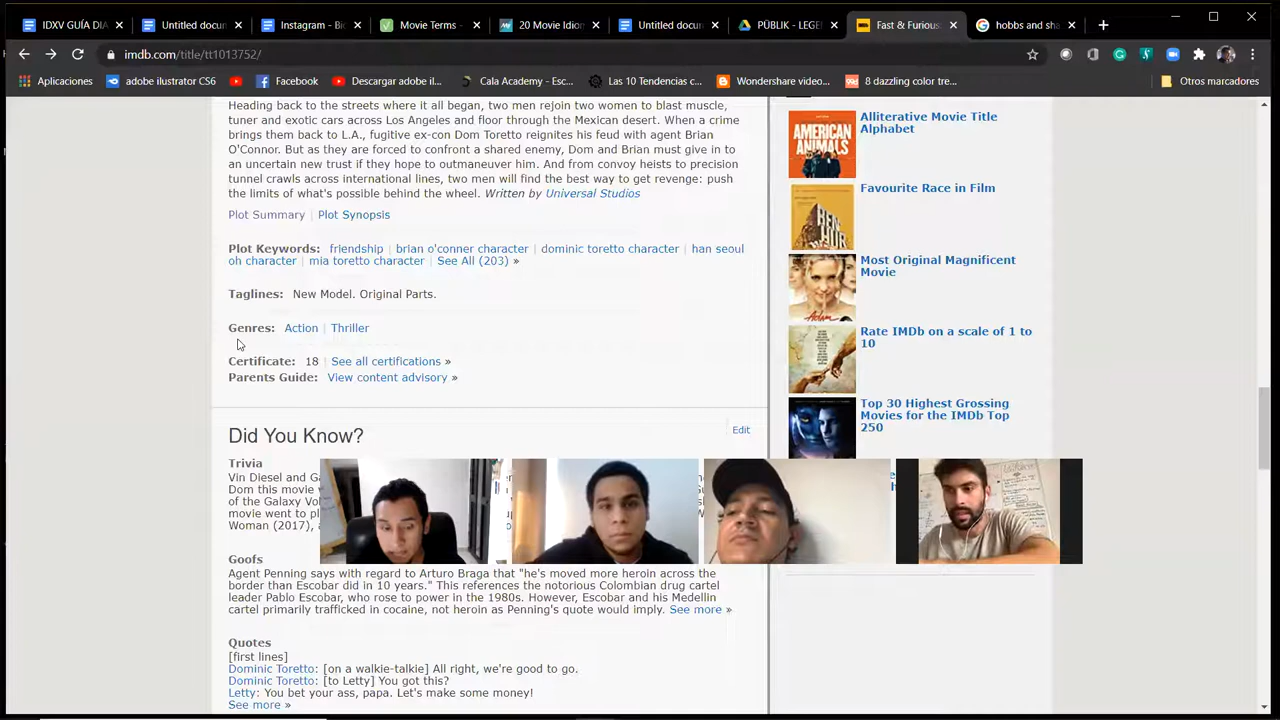 IDXV GUÍA DIA
Untitled docun
Instagram - Bi
Movie Terms -
20 Movie Idiom
Untitled docun
PÜBLIK - LEGE
Fast & Furious
hobbs and sha
imdb.com/title/tt1013752/
Aplicaciones
adobe ilustrator CS6
Facebook
Descargar adobe il...
Cala Academy - Esc...
Las 10 Tendencias c...
Wondershare video...
8 dazzling color tre...
Otros marcadores
Heading back to the streets where it all began, two men rejoin two women to blast muscle,
tuner and exotic cars across Los Angeles and floor through the Mexican desert. When a crime
brings them back to L.A., fugitive ex-con Dom Toretto reignites his feud with agent Brian
O'Connor. But as they are forced to confront a shared enemy, Dom and Brian must give in to
an uncertain new trust if they hope to outmaneuver him. And from convoy heists to precision
tunnel crawls across international lines, two men will find the best way to get revenge: push
the limits of what's possible behind the wheel. Written by Universal Studios
Plot Summary | Plot Synopsis
Plot Keywords: friendship | brian o'conner character | dominic toretto character | han seoul
oh character | mia toretto character | See All (203) »
Taglines: New Model. Original Parts.
Genres: Action | Thriller
Certificate: 18 | See all certifications »
Parents Guide: View content advisory »
Did You Know?
Edit
Trivia
Vin Diesel and Ga
Dom this movie v
of the Galaxy Vo
movie went to pl
Woman (2017), a
Goofs
Agent Penning says with regard to Arturo Braga that "he's moved more heroin across the
border than Escobar did in 10 years." This references the notorious Colombian drug cartel
leader Pablo Escobar, who rose to power in the 1980s. However, Escobar and his Medellin
cartel primarily trafficked in cocaine, not heroin as Penning's quote would imply. See more »
Quotes
[first lines]
Dominic Toretto: [on a walkie-talkie] All right, we're good to go.
Dominic Toretto: [to Letty] You got this?
Letty: You bet your ass, papa. Let's make some money!
See more »
AMERICAN
ANIMALS
Alliterative Movie Title
Alphabet
BEN
HUR
Favourite Race in Film
Most Original Magnificent
Movie
Rate IMDb on a scale of 1 to
10
Top 30 Highest Grossing
Movies for the IMDb Top
250